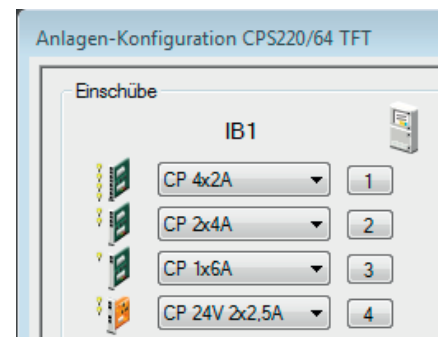 Anlagen-Konfiguration CPS220/64 TFT
Einschübe
IB1
CP 4x2A 1
CP 2x4A 2
CP 1x6A 3
CP 24V 2x2,5A 4